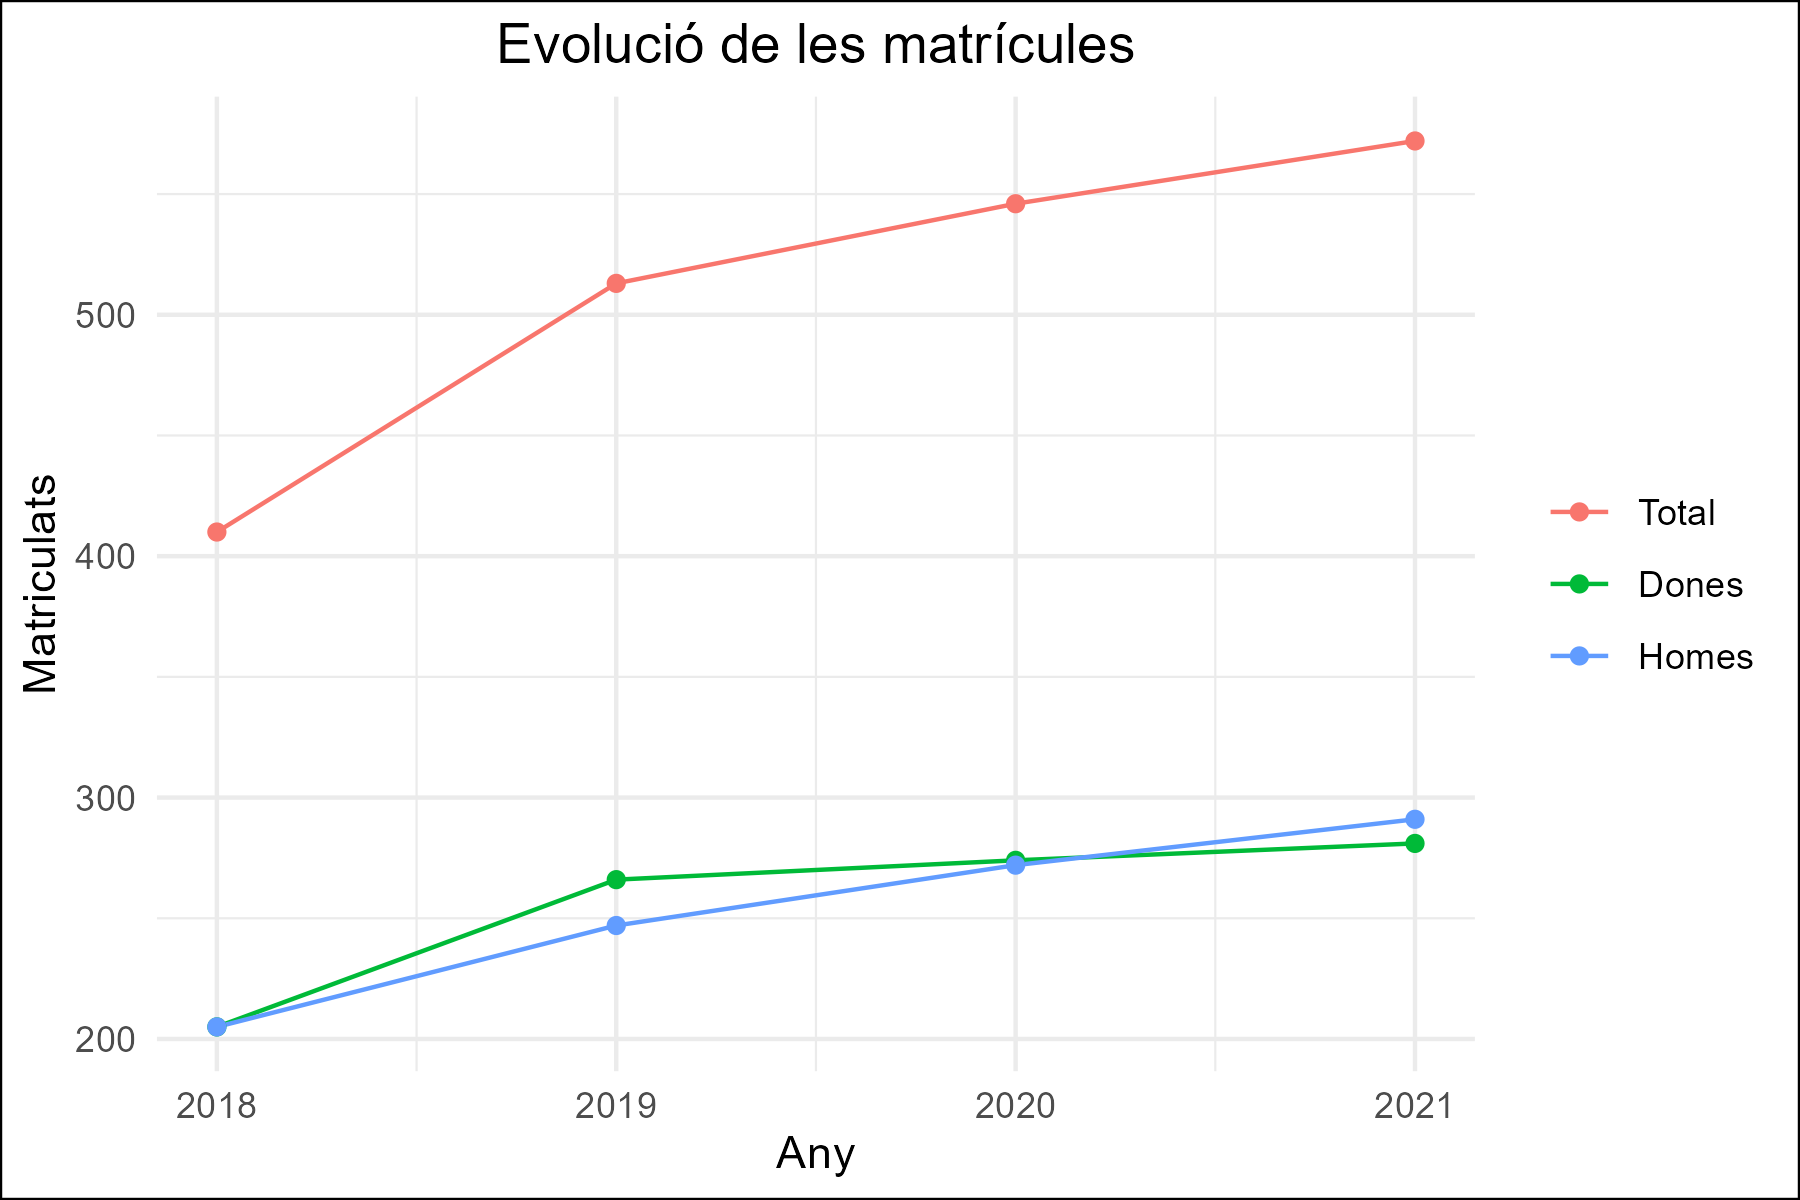 Evolució de les matrícules
Matriculats
500
400
300
200
2018 2019 2020 2021
Any
Total
Dones
Homes